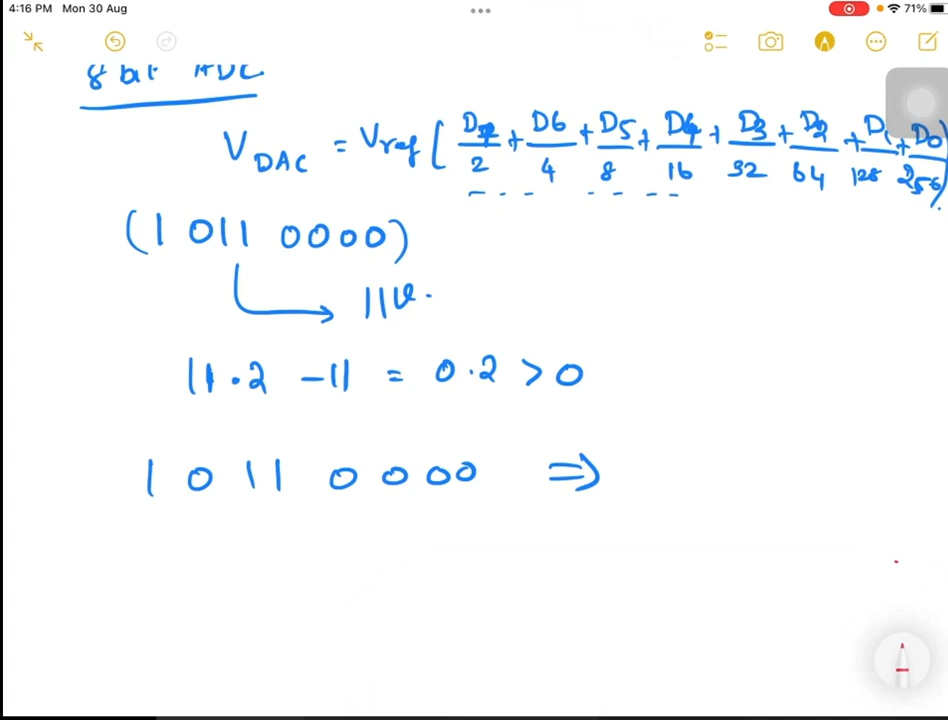 4:16 PM Mon 30 Aug
71%
8 bit ADC
V DAC = Vref [ D7/2 + D6/4 + D5/8 + D4/16 + D3/32 + D2/64 + D1/128 + D0/256 ]
(1 011 0000)
11V.
11.2 - 11 = 0.2 > 0
1 0 11 0 0 00 ⇒